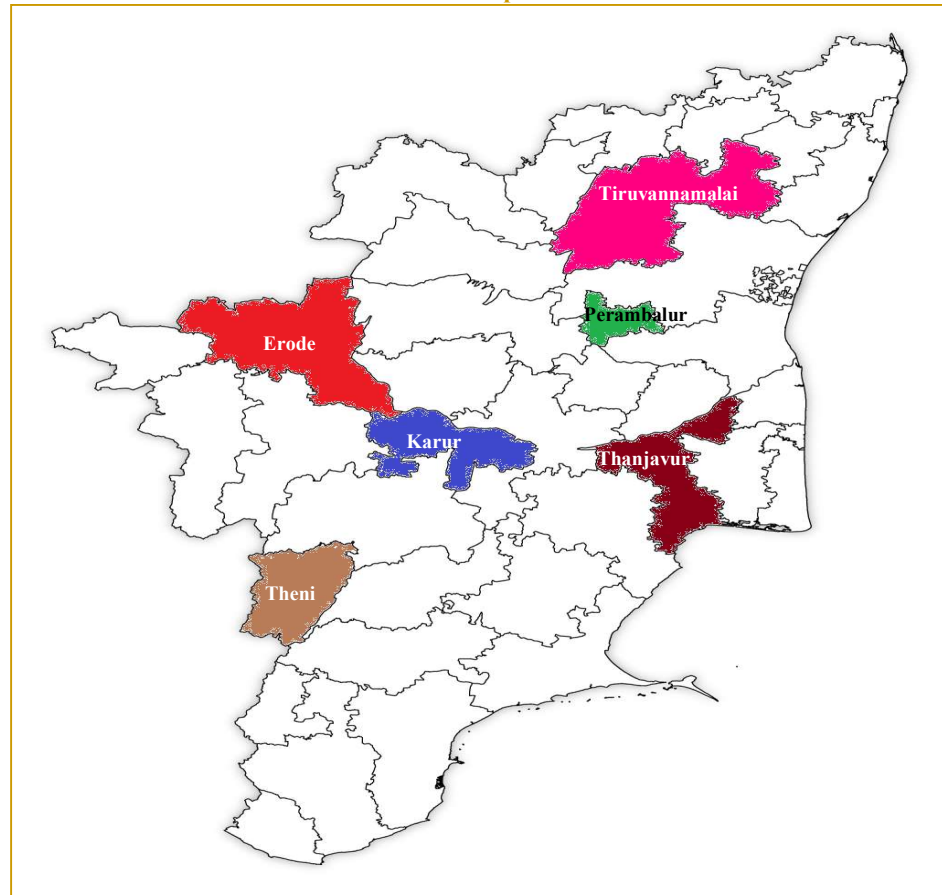 Tiruvannamalai
Perambalur
Erode
Karur
Thanjavur
Theni